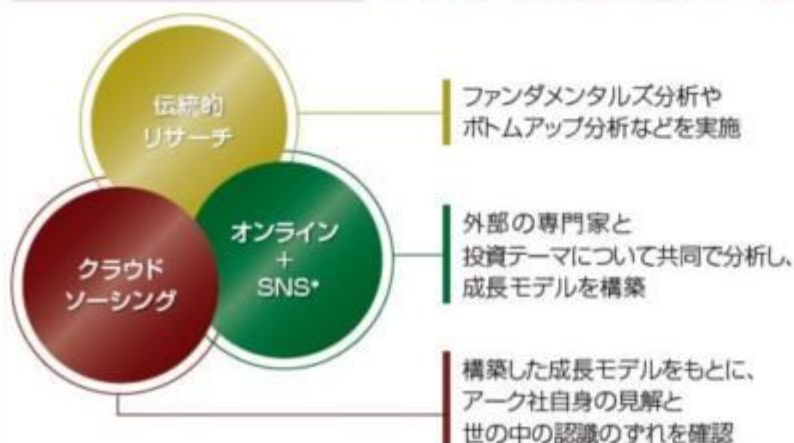 伝統的
リサーチ
ファンダメンタルズ分析や
ボトムアップ分析などを実施
オンライン
+
SNS*
外部の専門家と
投資テーマについて共同で分析し、
成長モデルを構築
クラウド
ソーシング
構築した成長モデルをもとに、
アーク社自身の見解と
世の中の認識のずれを確認